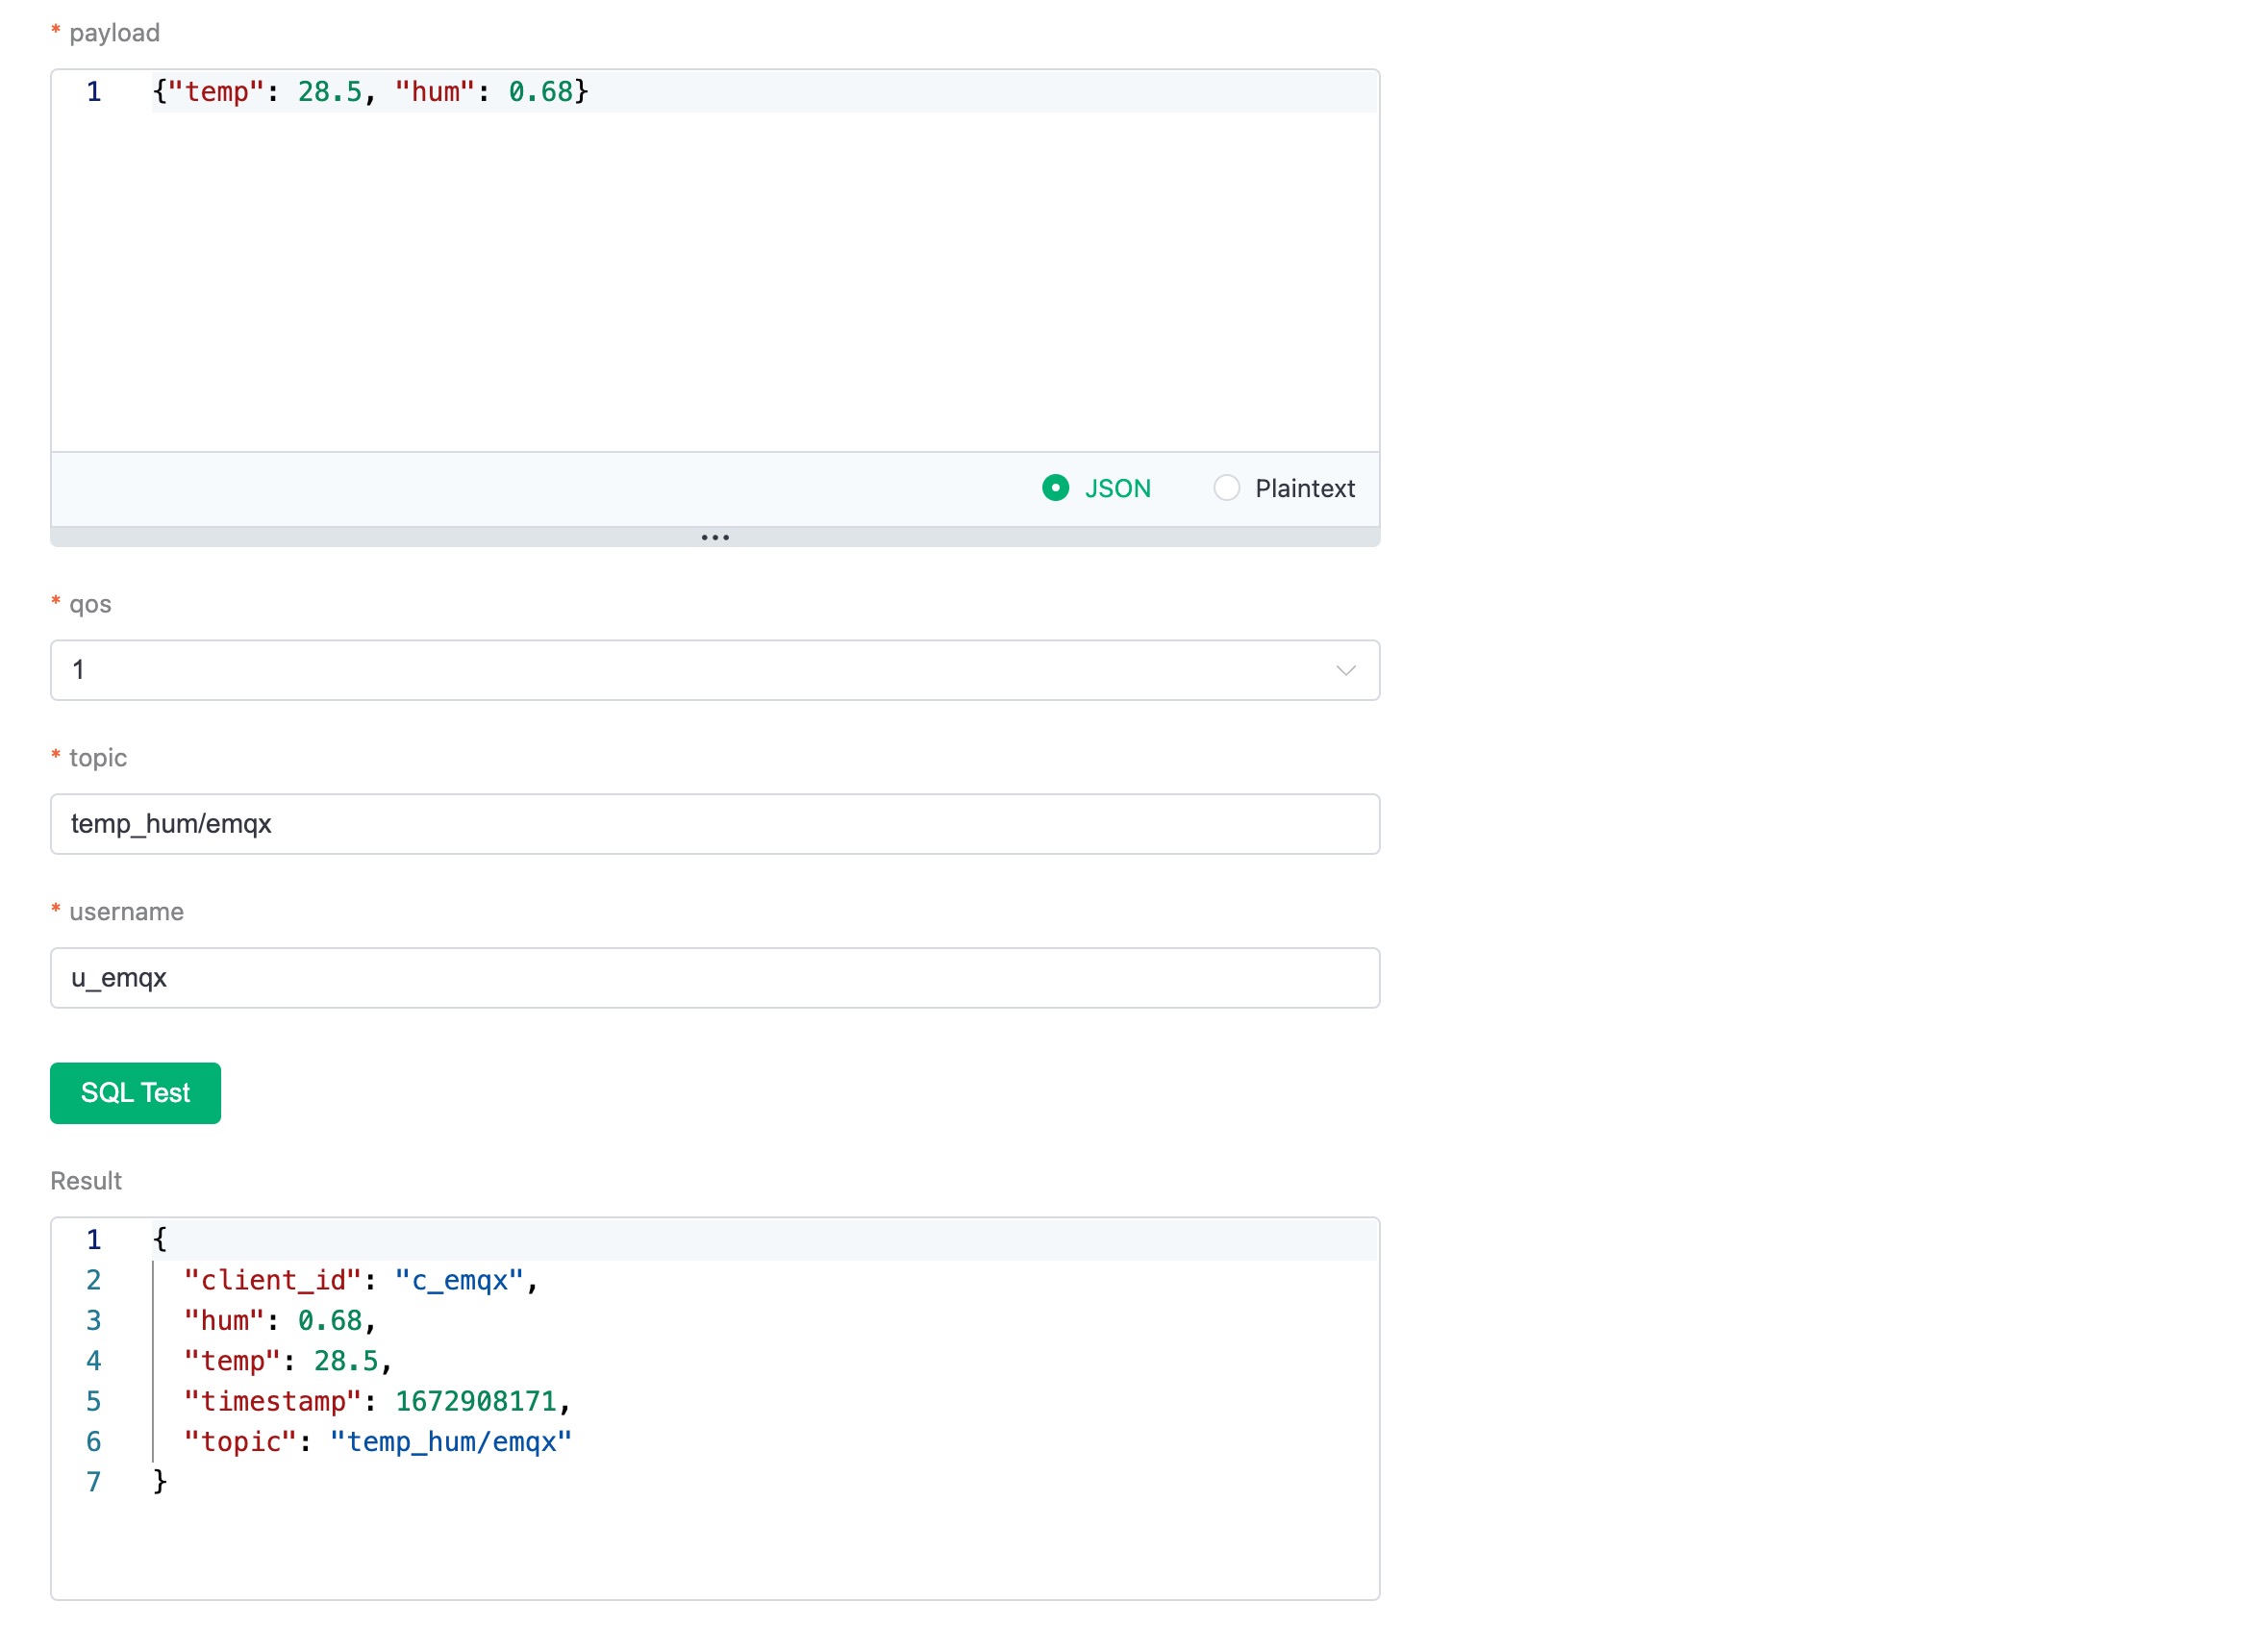 * payload
1 {"temp": 28.5, "hum": 0.68}
JSON Plaintext
* qos
1
* topic
temp_hum/emqx
* username
u_emqx
SQL Test
Result
1 {
2 "client_id": "c_emqx",
3 "hum": 0.68,
4 "temp": 28.5,
5 "timestamp": 1672908171,
6 "topic": "temp_hum/emqx"
7 }